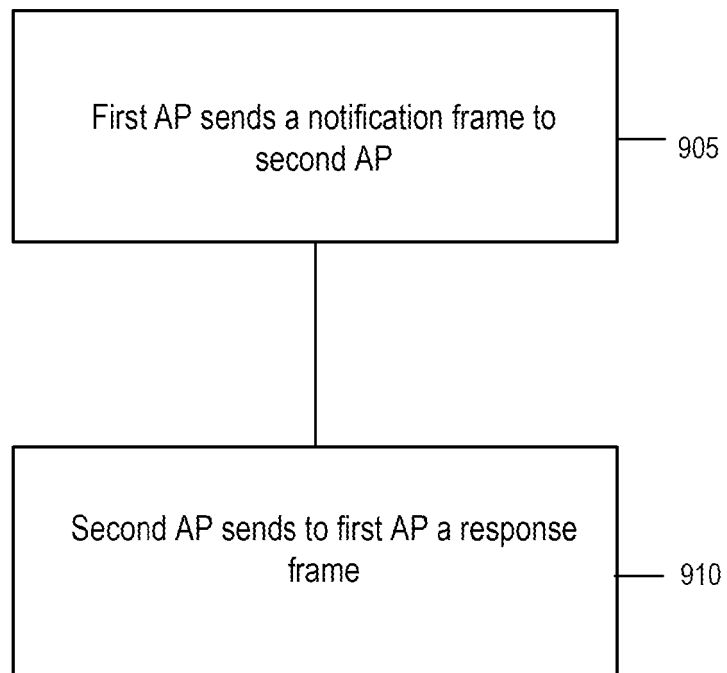 First AP sends a notification frame to
second AP
905
Second AP sends to first AP a response
frame
910